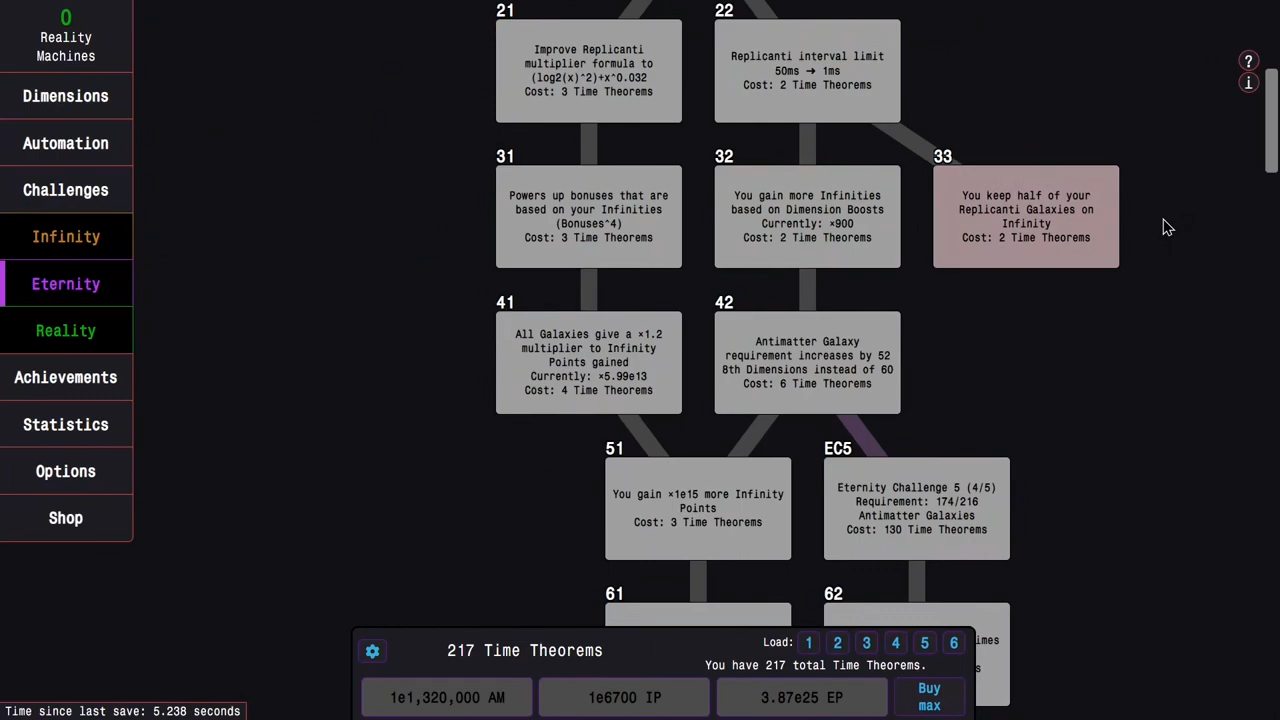 0
Reality
Machines
Dimensions
Automation
Challenges
Infinity
Eternity
Reality
Achievements
Statistics
Options
Shop
21
Improve Replicanti
multiplier formula to
(log2(x)^2)+x^0.032
Cost: 3 Time Theorems
22
Replicanti interval limit
50ms ➜ 1ms
Cost: 2 Time Theorems
?
i
31
Powers up bonuses that are
based on your Infinities
(Bonuses^4)
Cost: 3 Time Theorems
32
You gain more Infinities
based on Dimension Boosts
Currently: ×900
Cost: 2 Time Theorems
33
You keep half of your
Replicanti Galaxies on
Infinity
Cost: 2 Time Theorems
41
All Galaxies give a ×1.2
multiplier to Infinity
Points gained
Currently: ×5.99e13
Cost: 4 Time Theorems
42
Antimatter Galaxy
requirement increases by 52
8th Dimensions instead of 60
Cost: 6 Time Theorems
51
You gain ×1e15 more Infinity
Points
Cost: 3 Time Theorems
EC5
Eternity Challenge 5 (4/5)
Requirement: 174/216
Antimatter Galaxies
Cost: 130 Time Theorems
61
62
imes
s
217 Time Theorems
Load: 1 2 3 4 5 6
You have 217 total Time Theorems.
1e1,320,000 AM
1e6700 IP
3.87e25 EP
Buy
max
Time since last save: 5.238 seconds